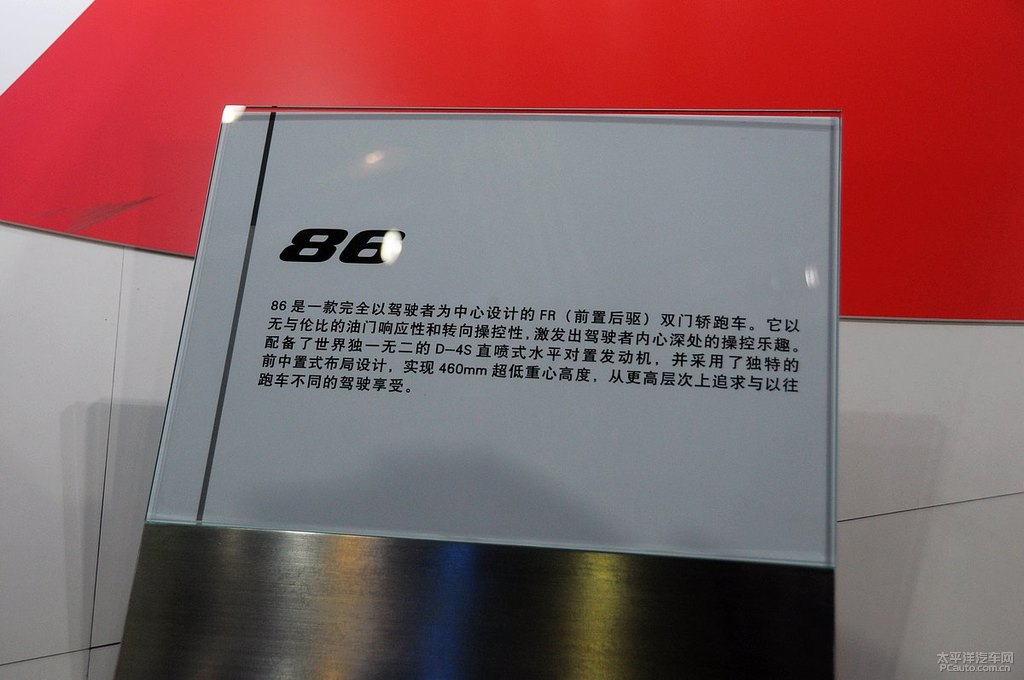 86
86 是一款完全以驾驶者为中心设计的 FR（前置后驱）双门轿跑车。它以
无与伦比的油门响应性和转向操控性,激发出驾驶者内心深处的操控乐趣。
配备了世界独一无二的 D-4S 直喷式水平对置发动机，并采用了独特的
前中置式布局设计，实现 460mm 超低重心高度，从更高层次上追求与以往
跑车不同的驾驶享受。
太平洋汽车网
PCauto.com.cn